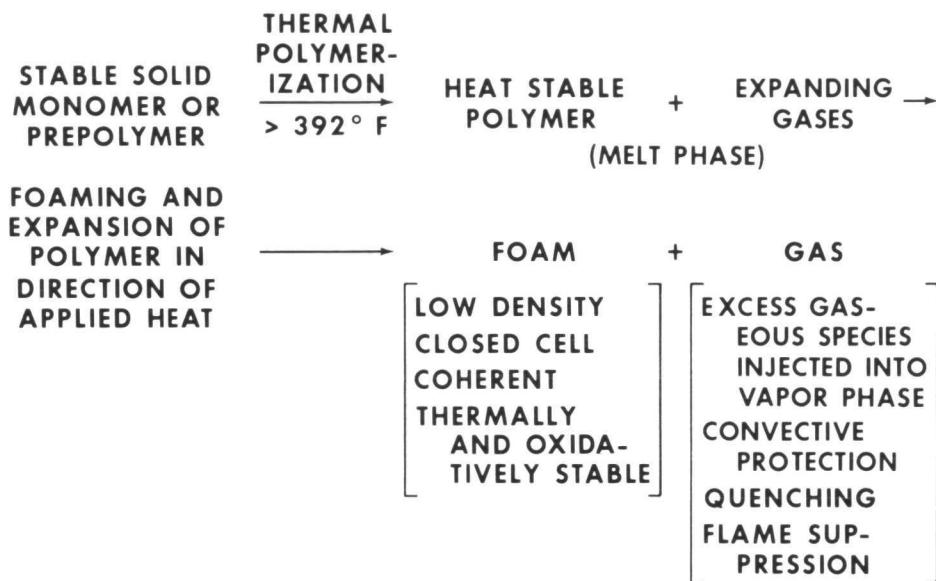 STABLE SOLID
MONOMER OR
PREPOLYMER
THERMAL
POLYMER-
IZATION
> 392° F
HEAT STABLE
POLYMER
+
EXPANDING
GASES
(MELT PHASE)
FOAMING AND
EXPANSION OF
POLYMER IN
DIRECTION OF
APPLIED HEAT
FOAM
+
GAS
LOW DENSITY
CLOSED CELL
COHERENT
THERMALLY
AND OXIDA-
TIVELY STABLE
EXCESS GAS-
EOUS SPECIES
INJECTED INTO
VAPOR PHASE
CONVECTIVE
PROTECTION
QUENCHING
FLAME SUP-
PRESSION